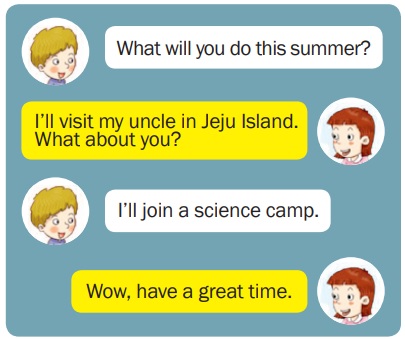 What will you do this summer?
I'll visit my uncle in Jeju Island.
What about you?
I'll join a science camp.
Wow, have a great time.